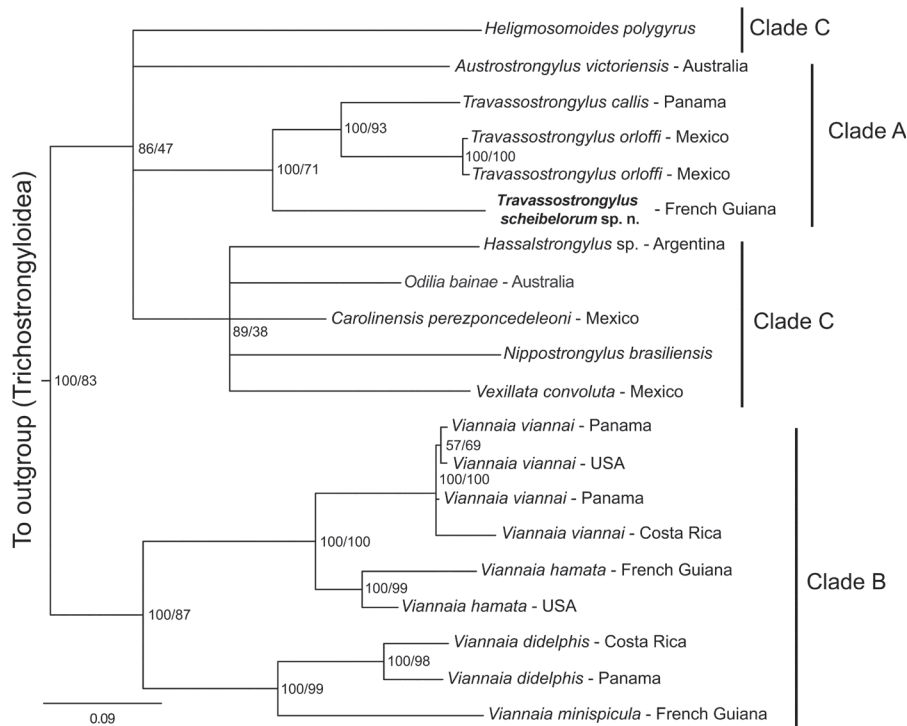 To outgroup (Trichostrongyloidea)
Heligmosomoides polygyrus
Clade C
Austrostrongylus victoriensis - Australia
Travassostrongylus callis - Panama
100/93
Travassostrongylus orloffi - Mexico
Clade A
86/47
100/100
100/71
Travassostrongylus orloffi - Mexico
Travassostrongylus
scheibelorum sp. n. - French Guiana
Hassalstrongylus sp. - Argentina
Odilia bainae - Australia
Carolinensis perezponcedeleoni - Mexico
Clade C
89/38
Nippostrongylus brasiliensis
100/83
Vexillata convoluta - Mexico
Viannaia viannai - Panama
57/69
Viannaia viannai - USA
100/100
Viannaia viannai - Panama
Viannaia viannai - Costa Rica
100/100
Viannaia hamata - French Guiana
Clade B
100/99
Viannaia hamata - USA
100/87
Viannaia didelphis - Costa Rica
100/98
Viannaia didelphis - Panama
100/99
Viannaia minispicula - French Guiana
0.09